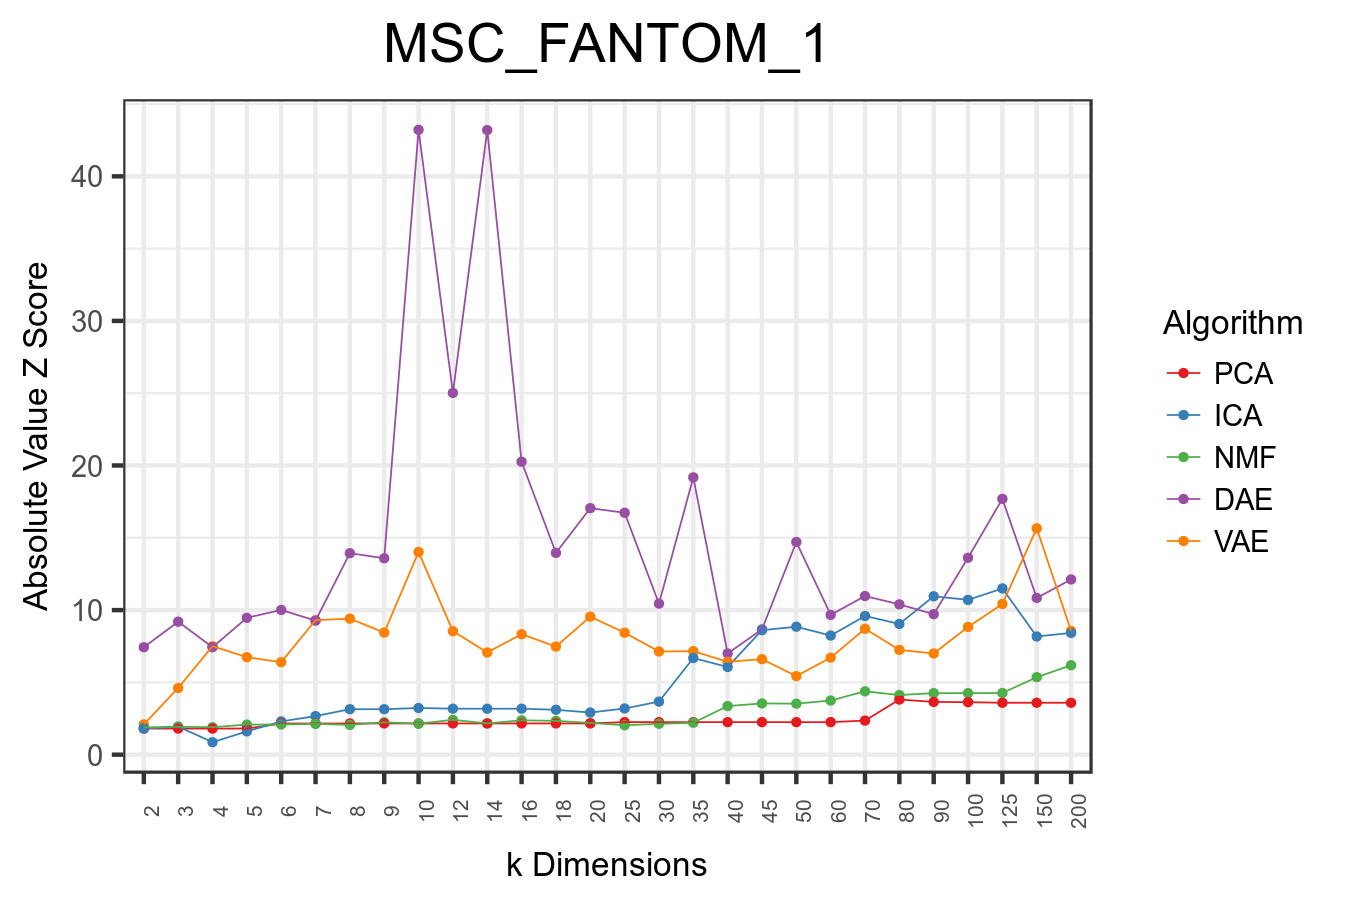 MSC_FANTOM_1
Absolute Value Z Score
40
30
20
10
0
2 3 4 5 6 7 8 9 10 12 14 16 18 20 25 30 35 40 45 50 60 70 80 90 100 125 150 200
k Dimensions
Algorithm
PCA
ICA
NMF
DAE
VAE